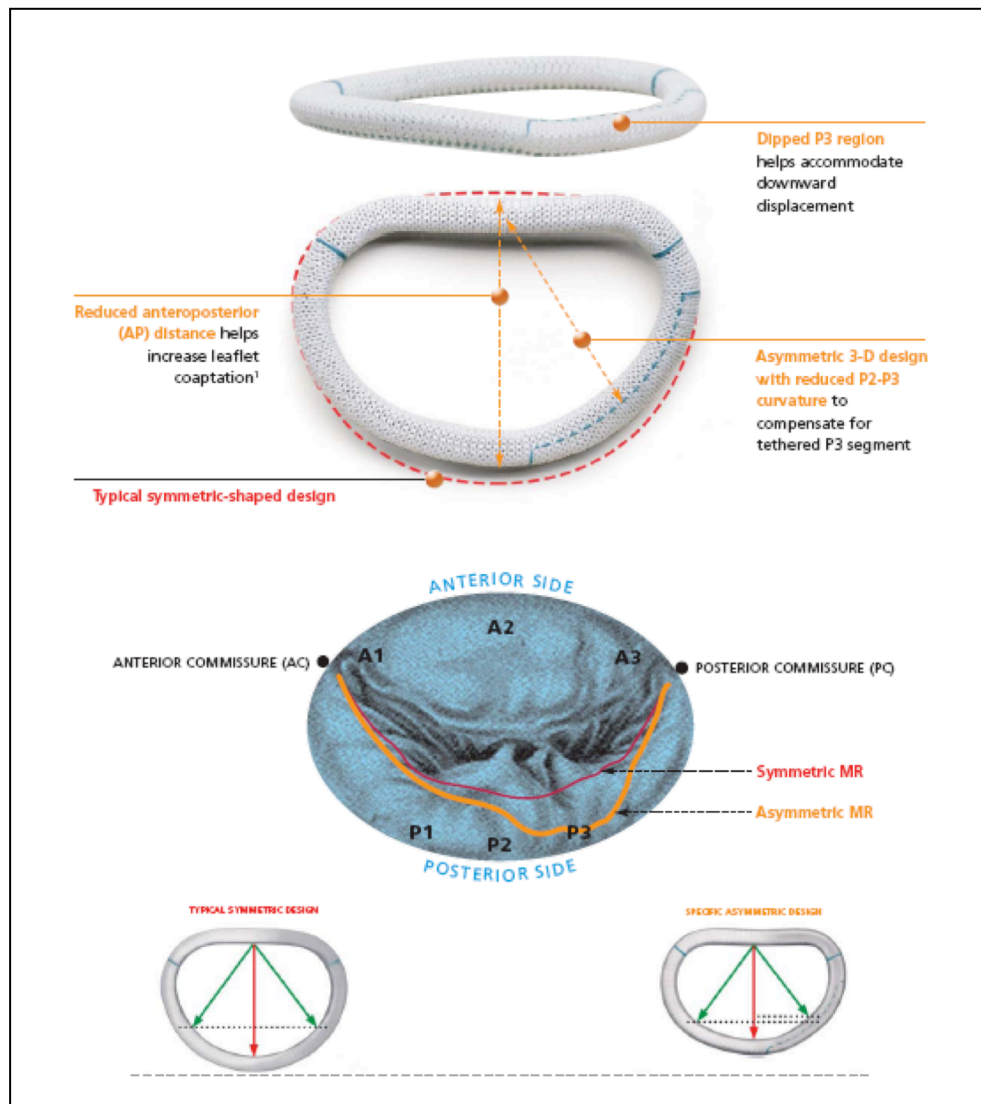 Dipped P3 region
helps accommodate
downward
displacement
Reduced anteroposterior
(AP) distance helps
increase leaflet
coaptation¹
Asymmetric 3-D design
with reduced P2-P3
curvature to
compensate for
tethered P3 segment
Typical symmetric-shaped design
ANTERIOR SIDE
A2
A1
A3
ANTERIOR COMMISSURE (AC)
POSTERIOR COMMISSURE (PC)
Symmetric MR
Asymmetric MR
P1
P2
P3
POSTERIOR SIDE
TYPICAL SYMMETRIC DESIGN
SPECIFIC ASYMMETRIC DESIGN